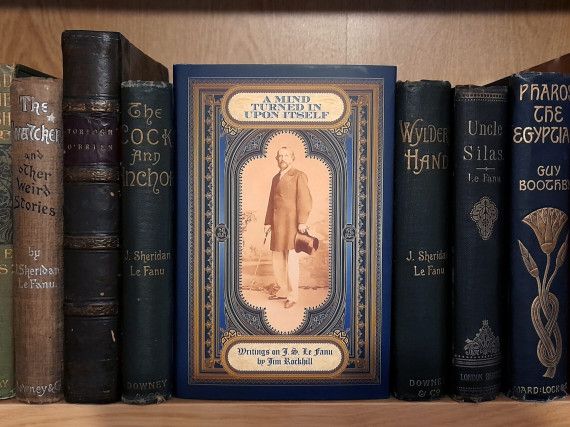 The
Watcher
and
other
Weird
Stories
by
J. Sheridan
Le Fanu.
Downey & Co
TORLOGH
O'BRIEN
THE
COCK
AND
ANCHOR
J. Sheridan
Le Fanu
DOWNEY
A MIND
TURNED IN
UPON ITSELF
Writings on J. S. Le Fanu
by Jim Rockhill
WYLDER'S
HAND
J. Sheridan
Le Fanu
DOWNEY
& CO.
Uncle
Silas.
Le Fanu.
LONDON
PHAROS
THE
EGYPTIAN
GUY
BOOTHBY
WARD·LOCK